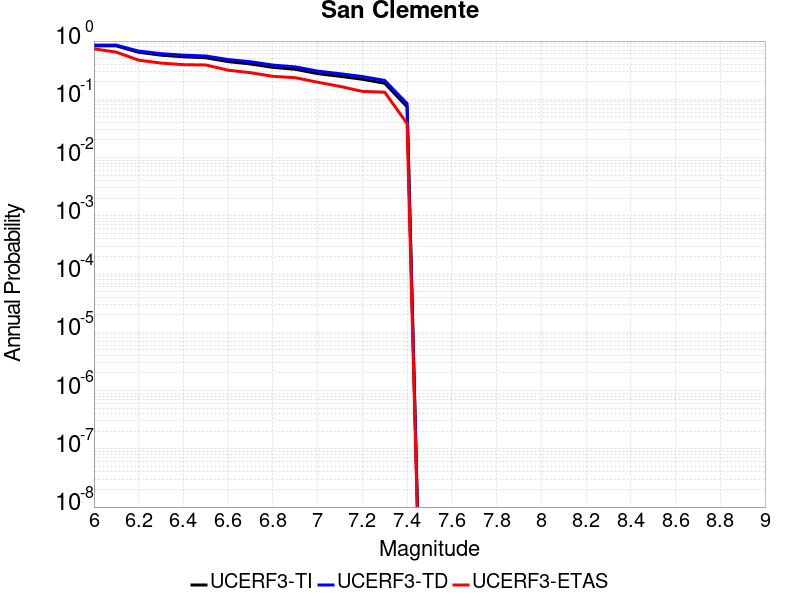 San Clemente
10^0
10^-1
10^-2
10^-3
10^-4
10^-5
10^-6
10^-7
10^-8
Annual Probability
6 6.2 6.4 6.6 6.8 7 7.2 7.4 7.6 7.8 8 8.2 8.4 8.6 8.8 9
Magnitude
UCERF3-TI UCERF3-TD UCERF3-ETAS